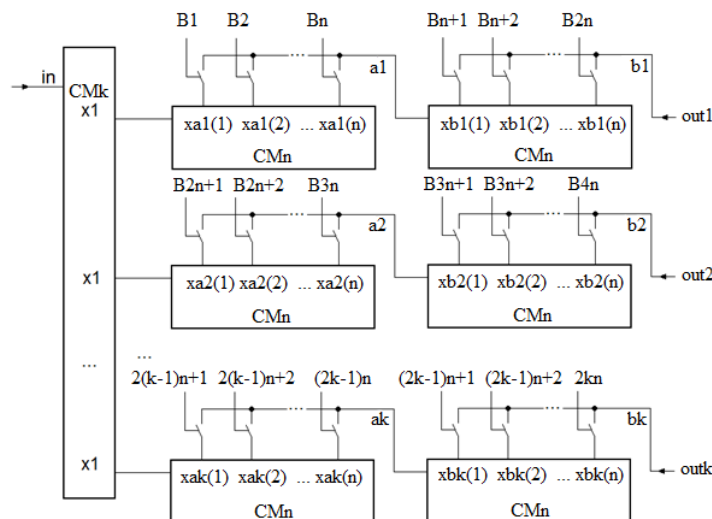 B1 B2 Bn Bn+1 Bn+2 B2n
in
CMk
a1 b1
x1 xa1(1) xa1(2) ... xa1(n) xb1(1) xb1(2) ... xb1(n) out1
CMn CMn
B2n+1 B2n+2 B3n B3n+1 B3n+2 B4n
a2 b2
x1 xa2(1) xa2(2) ... xa2(n) xb2(1) xb2(2) ... xb2(n) out2
CMn CMn
... ...
2(k-1)n+1 2(k-1)n+2 (2k-1)n (2k-1)n+1 (2k-1)n+2 2kn
ak bk
x1 xak(1) xak(2) ... xak(n) xbk(1) xbk(2) ... xbk(n) outk
CMn CMn